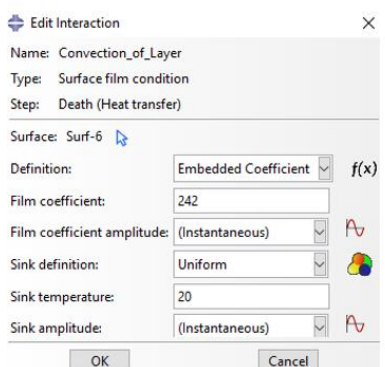 Edit Interaction
Name: Convection_of_Layer
Type: Surface film condition
Step: Death (Heat transfer)
Surface: Surf-6
Definition: Embedded Coefficient f(x)
Film coefficient: 242
Film coefficient amplitude: (Instantaneous)
Sink definition: Uniform
Sink temperature: 20
Sink amplitude: (Instantaneous)
OK Cancel